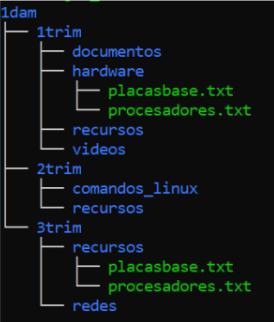 1dam
1trim
documentos
hardware
placasbase.txt
procesadores.txt
recursos
videos
2trim
comandos_linux
recursos
3trim
recursos
placasbase.txt
procesadores.txt
redes